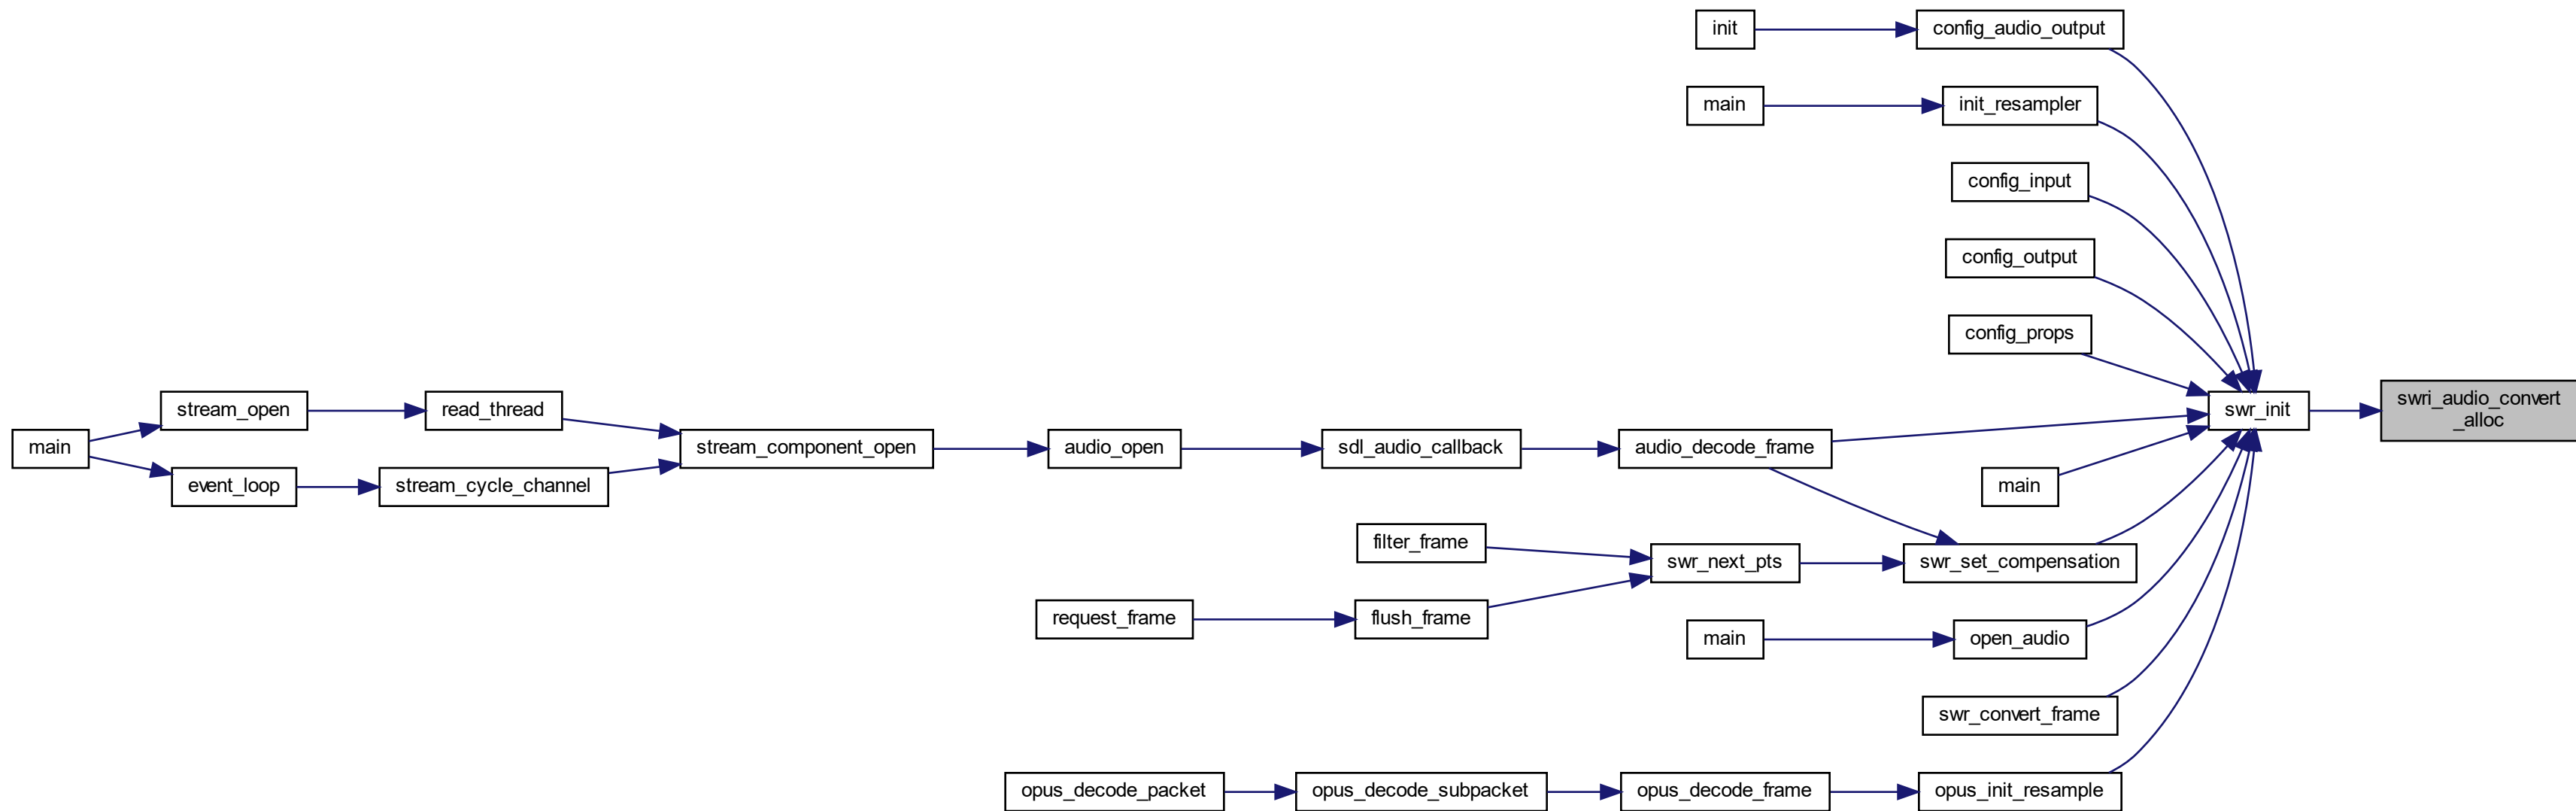 init
config_audio_output
main
init_resampler
config_input
config_output
config_props
stream_open
read_thread
swr_init
swri_audio_convert
_alloc
main
stream_component_open
audio_open
sdl_audio_callback
audio_decode_frame
event_loop
stream_cycle_channel
main
filter_frame
swr_next_pts
swr_set_compensation
request_frame
flush_frame
main
open_audio
swr_convert_frame
opus_decode_packet
opus_decode_subpacket
opus_decode_frame
opus_init_resample